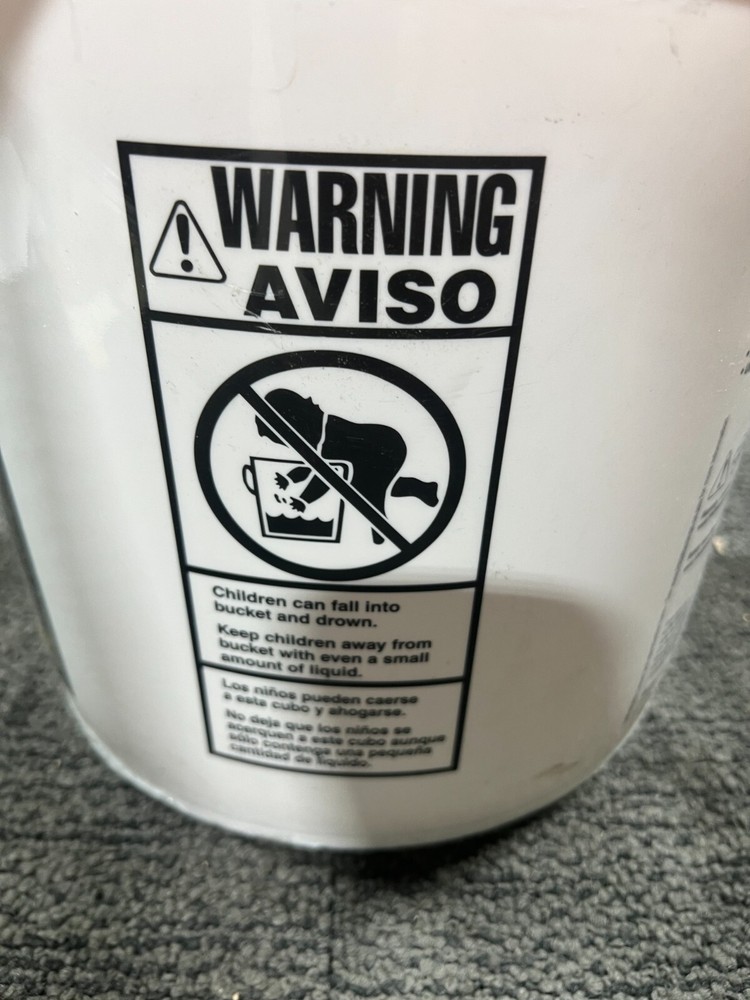 WARNING
AVISO
Children can fall into
bucket and drown.
Keep children away from
bucket with even a small
amount of liquid.
Los niños pueden caerse
a esta cubo y ahogarse.
No deje que los niños se
acerquen a este cubo aunque
sólo contenga una pequeña
cantidad de líquido.